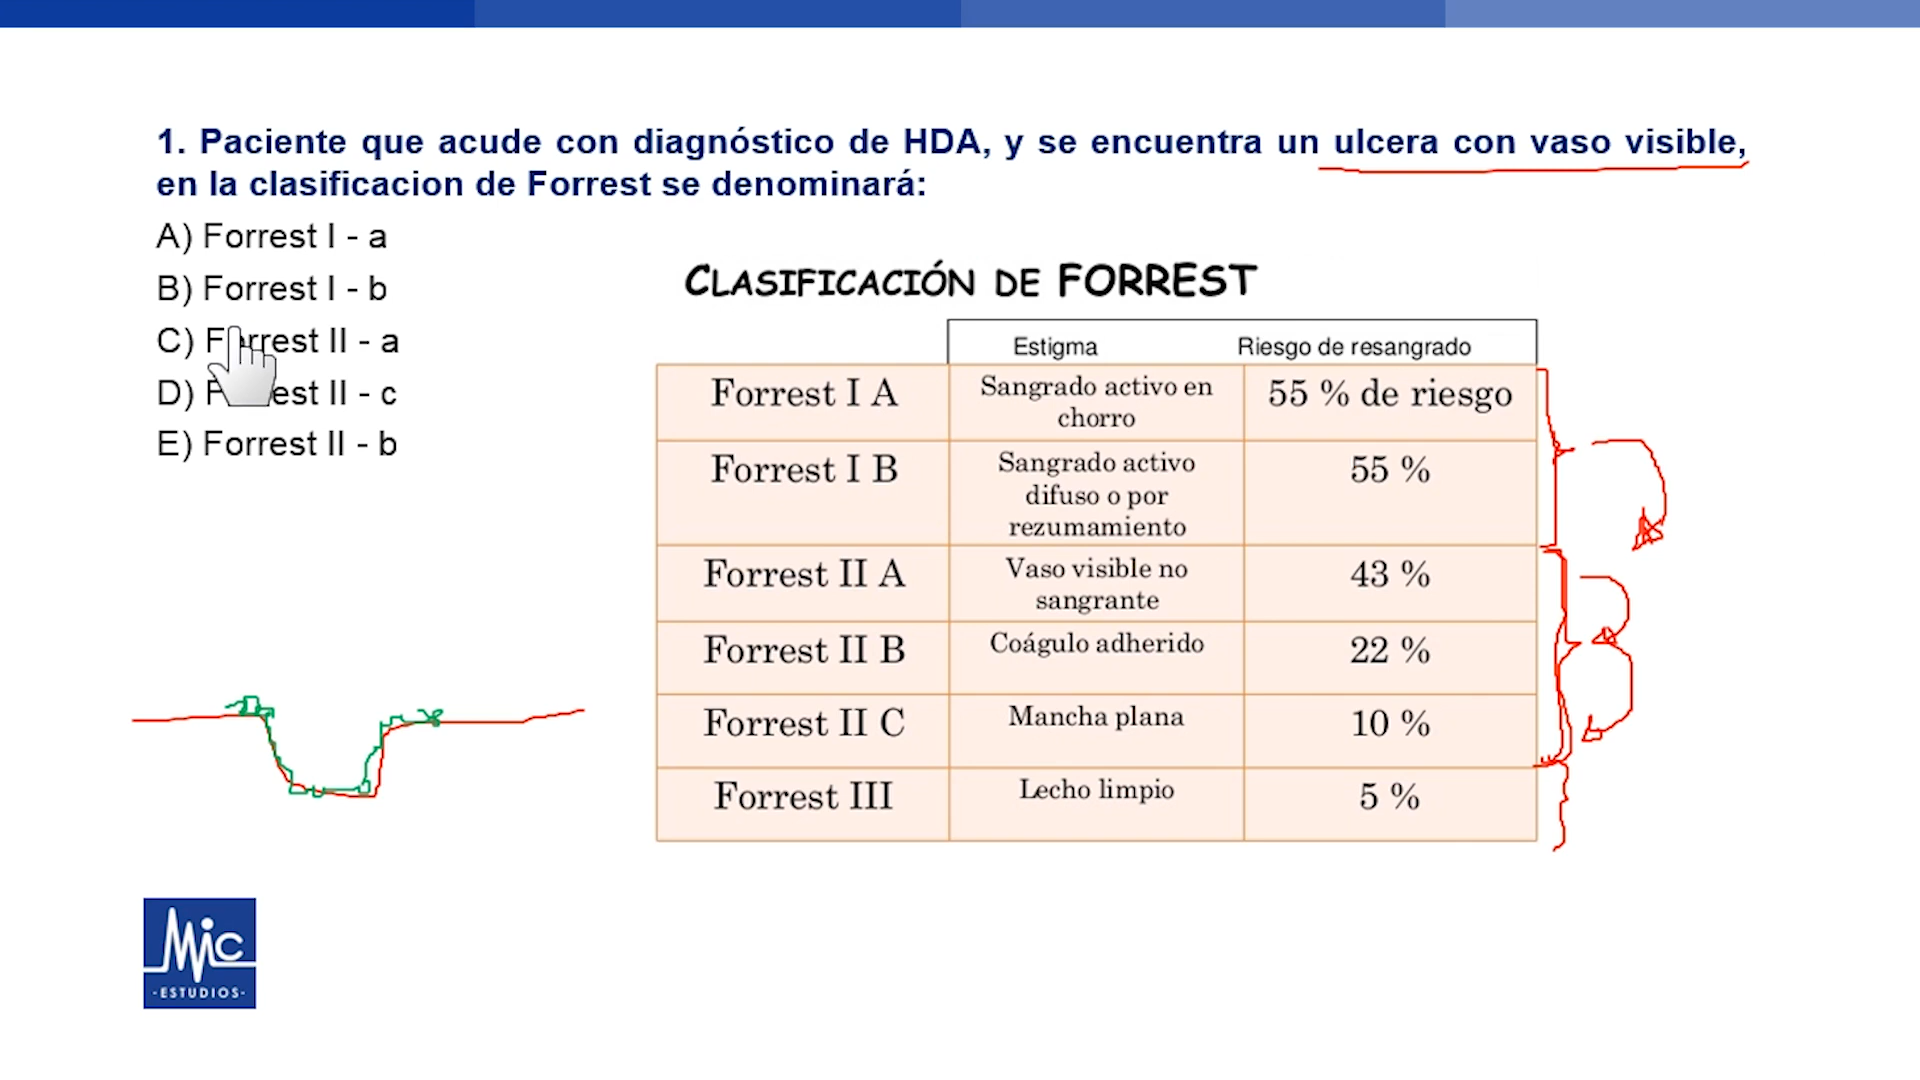 1. Paciente que acude con diagnóstico de HDA, y se encuentra un ulcera con vaso visible,
en la clasificacion de Forrest se denominará:
A) Forrest I - a
B) Forrest I - b
C) Forrest II - a
D) Forrest II - c
E) Forrest II - b
CLASIFICACIÓN DE FORREST
Estigma Riesgo de resangrado
Forrest I A Sangrado activo en chorro 55 % de riesgo
Forrest I B Sangrado activo difuso o por rezumamiento 55 %
Forrest II A Vaso visible no sangrante 43 %
Forrest II B Coágulo adherido 22 %
Forrest II C Mancha plana 10 %
Forrest III Lecho limpio 5 %
Mic
·ESTUDIOS·